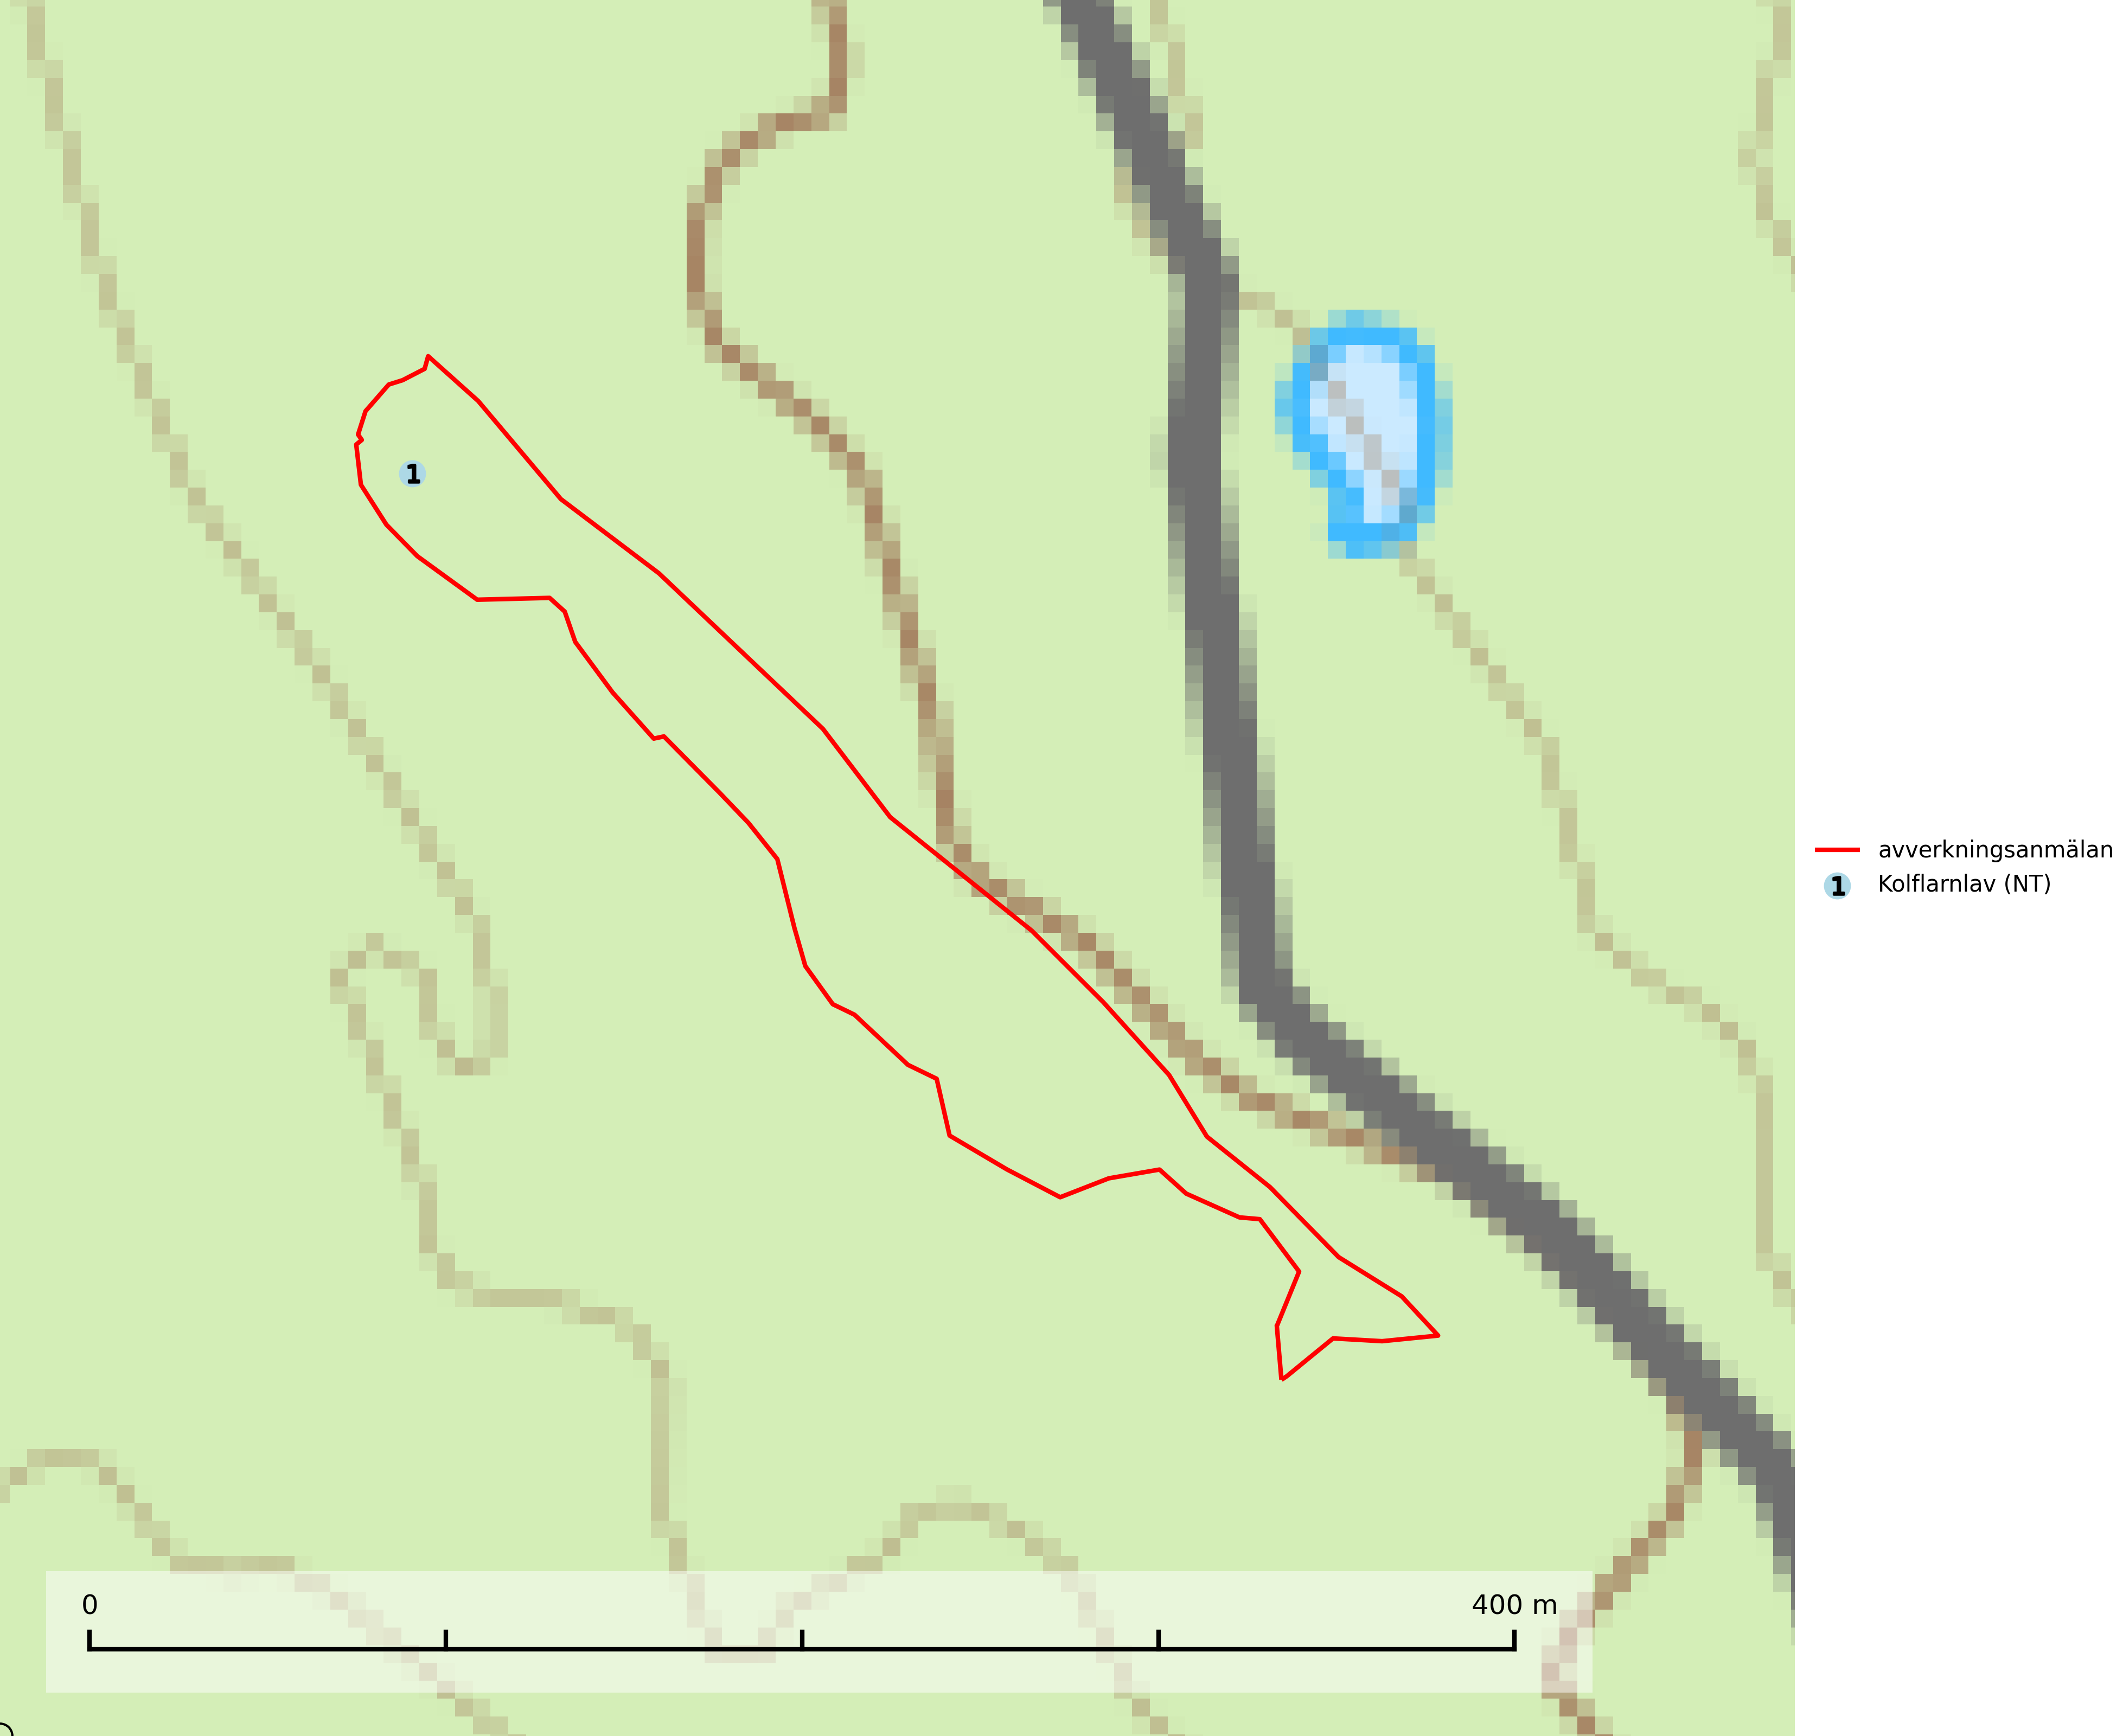 1
avverkningsanmälan
1 Kolflarnlav (NT)
0 400 m